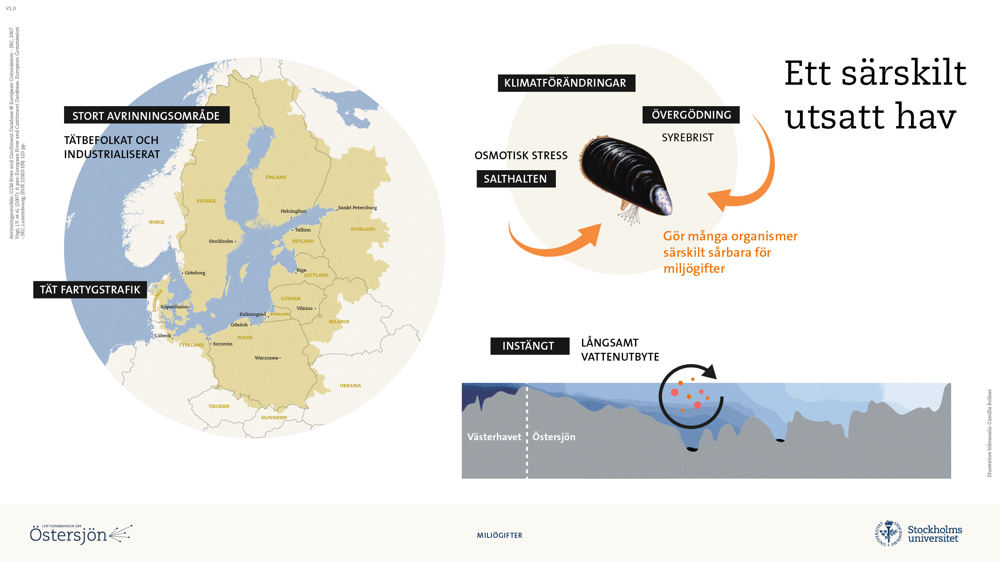 V1.0
Avrinningsområde: CCM River and Catchment Database © European Commission - JRC, 2007
Vogt, J.V. et al. (2007): A pan-European River and Catchment Database. European Commission
- JRC, Luxembourg, (EUR 22920 EN) 120 pp.
Ett särskilt
utsatt hav
STORT AVRINNINGSOMRÅDE
TÄTBEFOLKAT OCH
INDUSTRIALISERAT
TÄT FARTYGSTRAFIK
FINLAND
SVERIGE
NORGE
Helsingfors
Sankt Petersburg
Tallinn
RYSSLAND
ESTLAND
Stockholm
Riga
LETTLAND
Göteborg
DANMARK
LITAUEN
Köpenhamn
Vilnius
Kaliningrad
RYSSLAND
Gdańsk
BELARUS
Lübeck
POLEN
TYSKLAND
Szczecin
Warszawa
UKRAINA
TJECKIEN
SLOVAKIEN
KLIMATFÖRÄNDRINGAR
ÖVERGÖDNING
SYREBRIST
OSMOTISK STRESS
SALTHALTEN
Gör många organismer
särskilt sårbara för
miljögifter
INSTÄNGT
LÅNGSAMT
VATTENUTBYTE
Västerhavet
Östersjön
Illustration blåmussla: Camilla Bollner
LEKTIONSBANKEN OM
Östersjön
MILJÖGIFTER
STOCKHOLMS UNIVERSITET
Stockholms
universitet